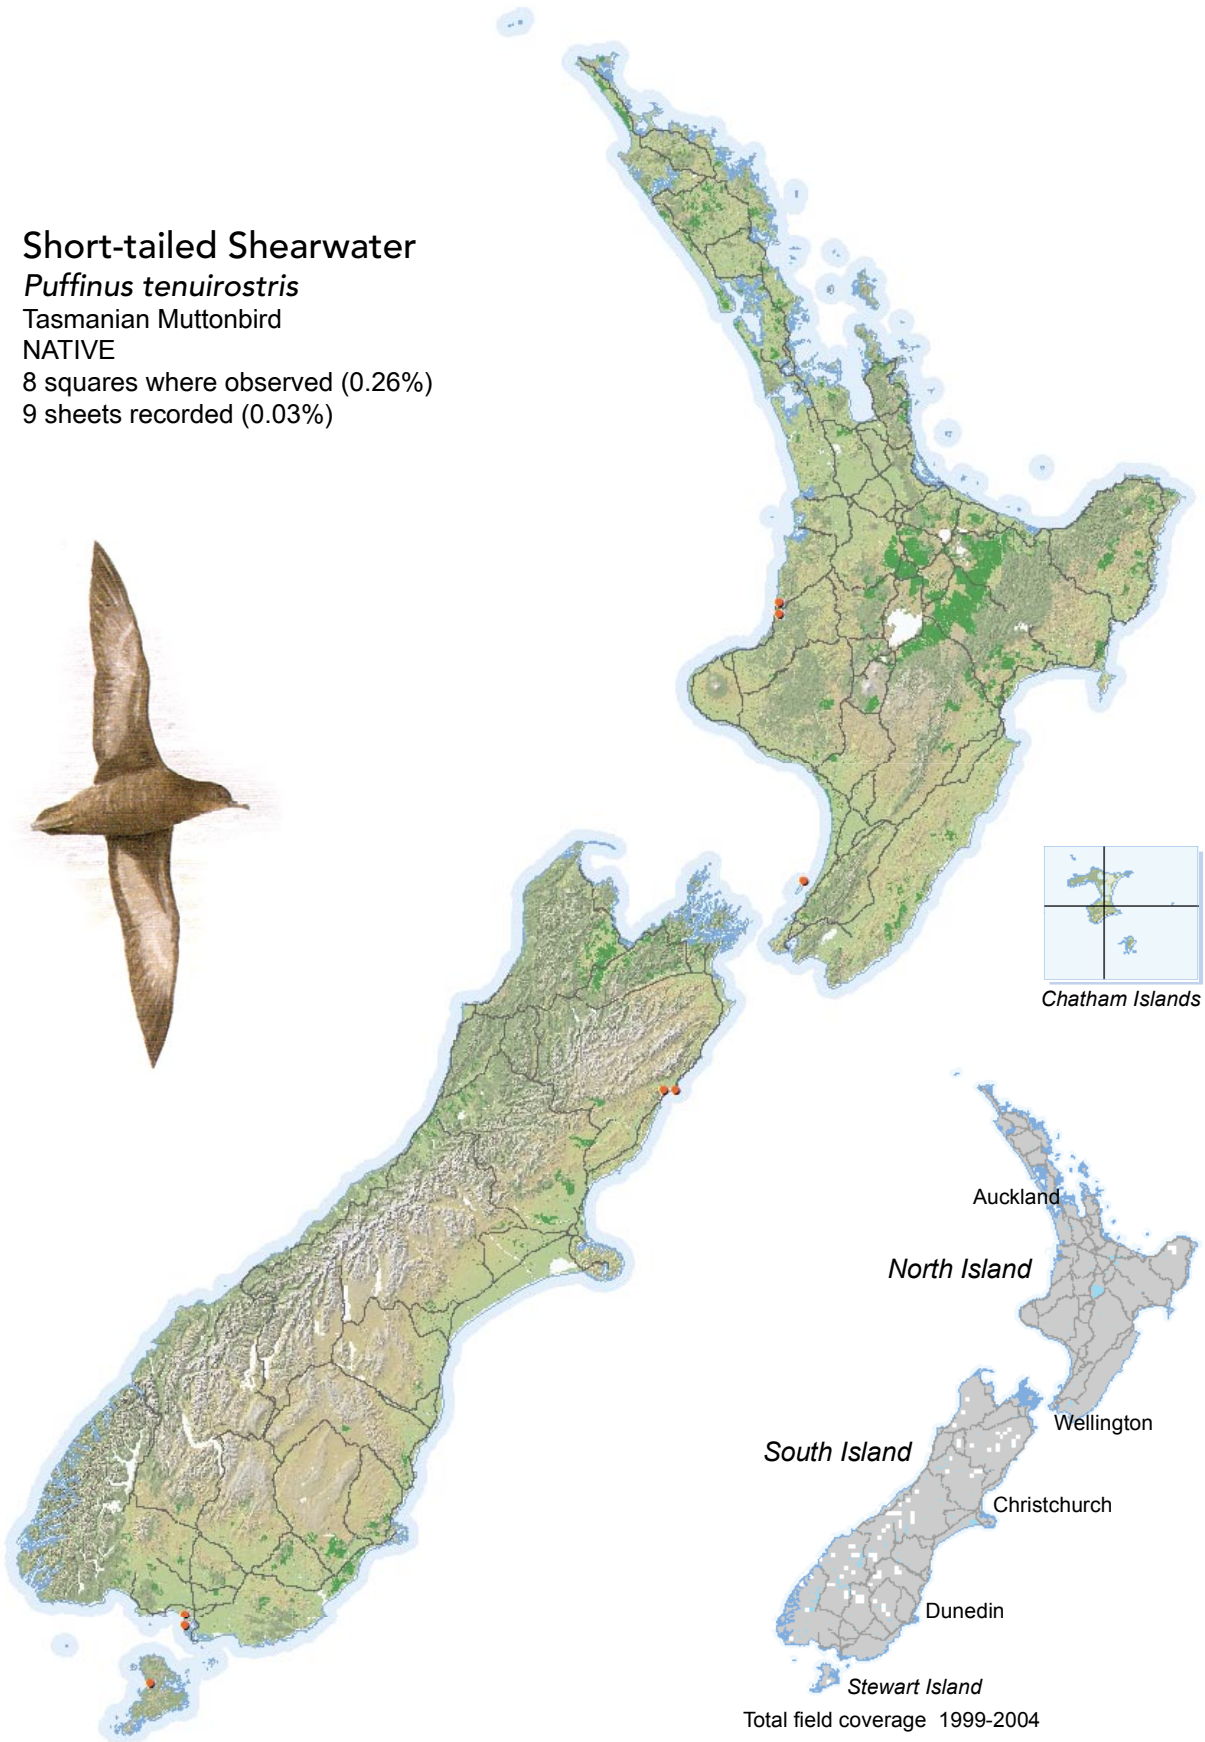 Short-tailed Shearwater
Puffinus tenuirostris
Tasmanian Muttonbird
NATIVE
8 squares where observed (0.26%)
9 sheets recorded (0.03%)
Chatham Islands
Auckland
North Island
Wellington
South Island
Christchurch
Dunedin
Stewart Island
Total field coverage 1999-2004